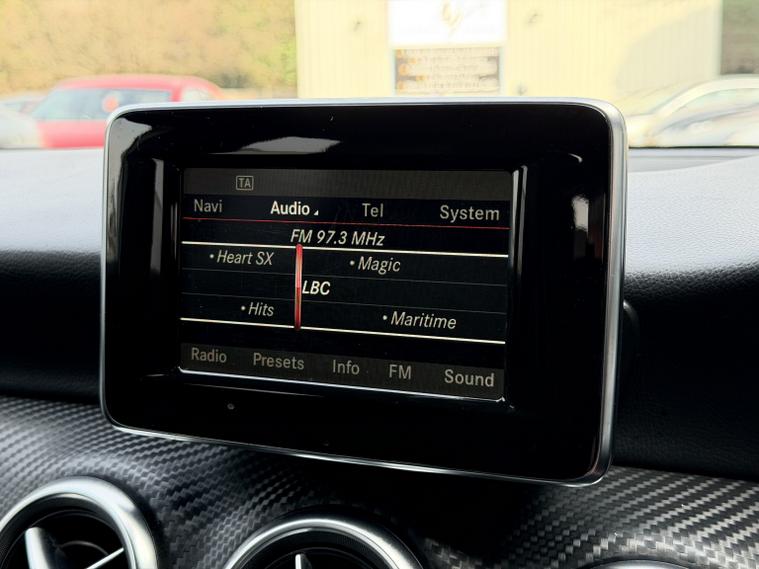 TA
Navi Audio Tel System
FM 97.3 MHz
•Heart SX •Magic
LBC
•Hits •Maritime
Radio Presets Info FM Sound